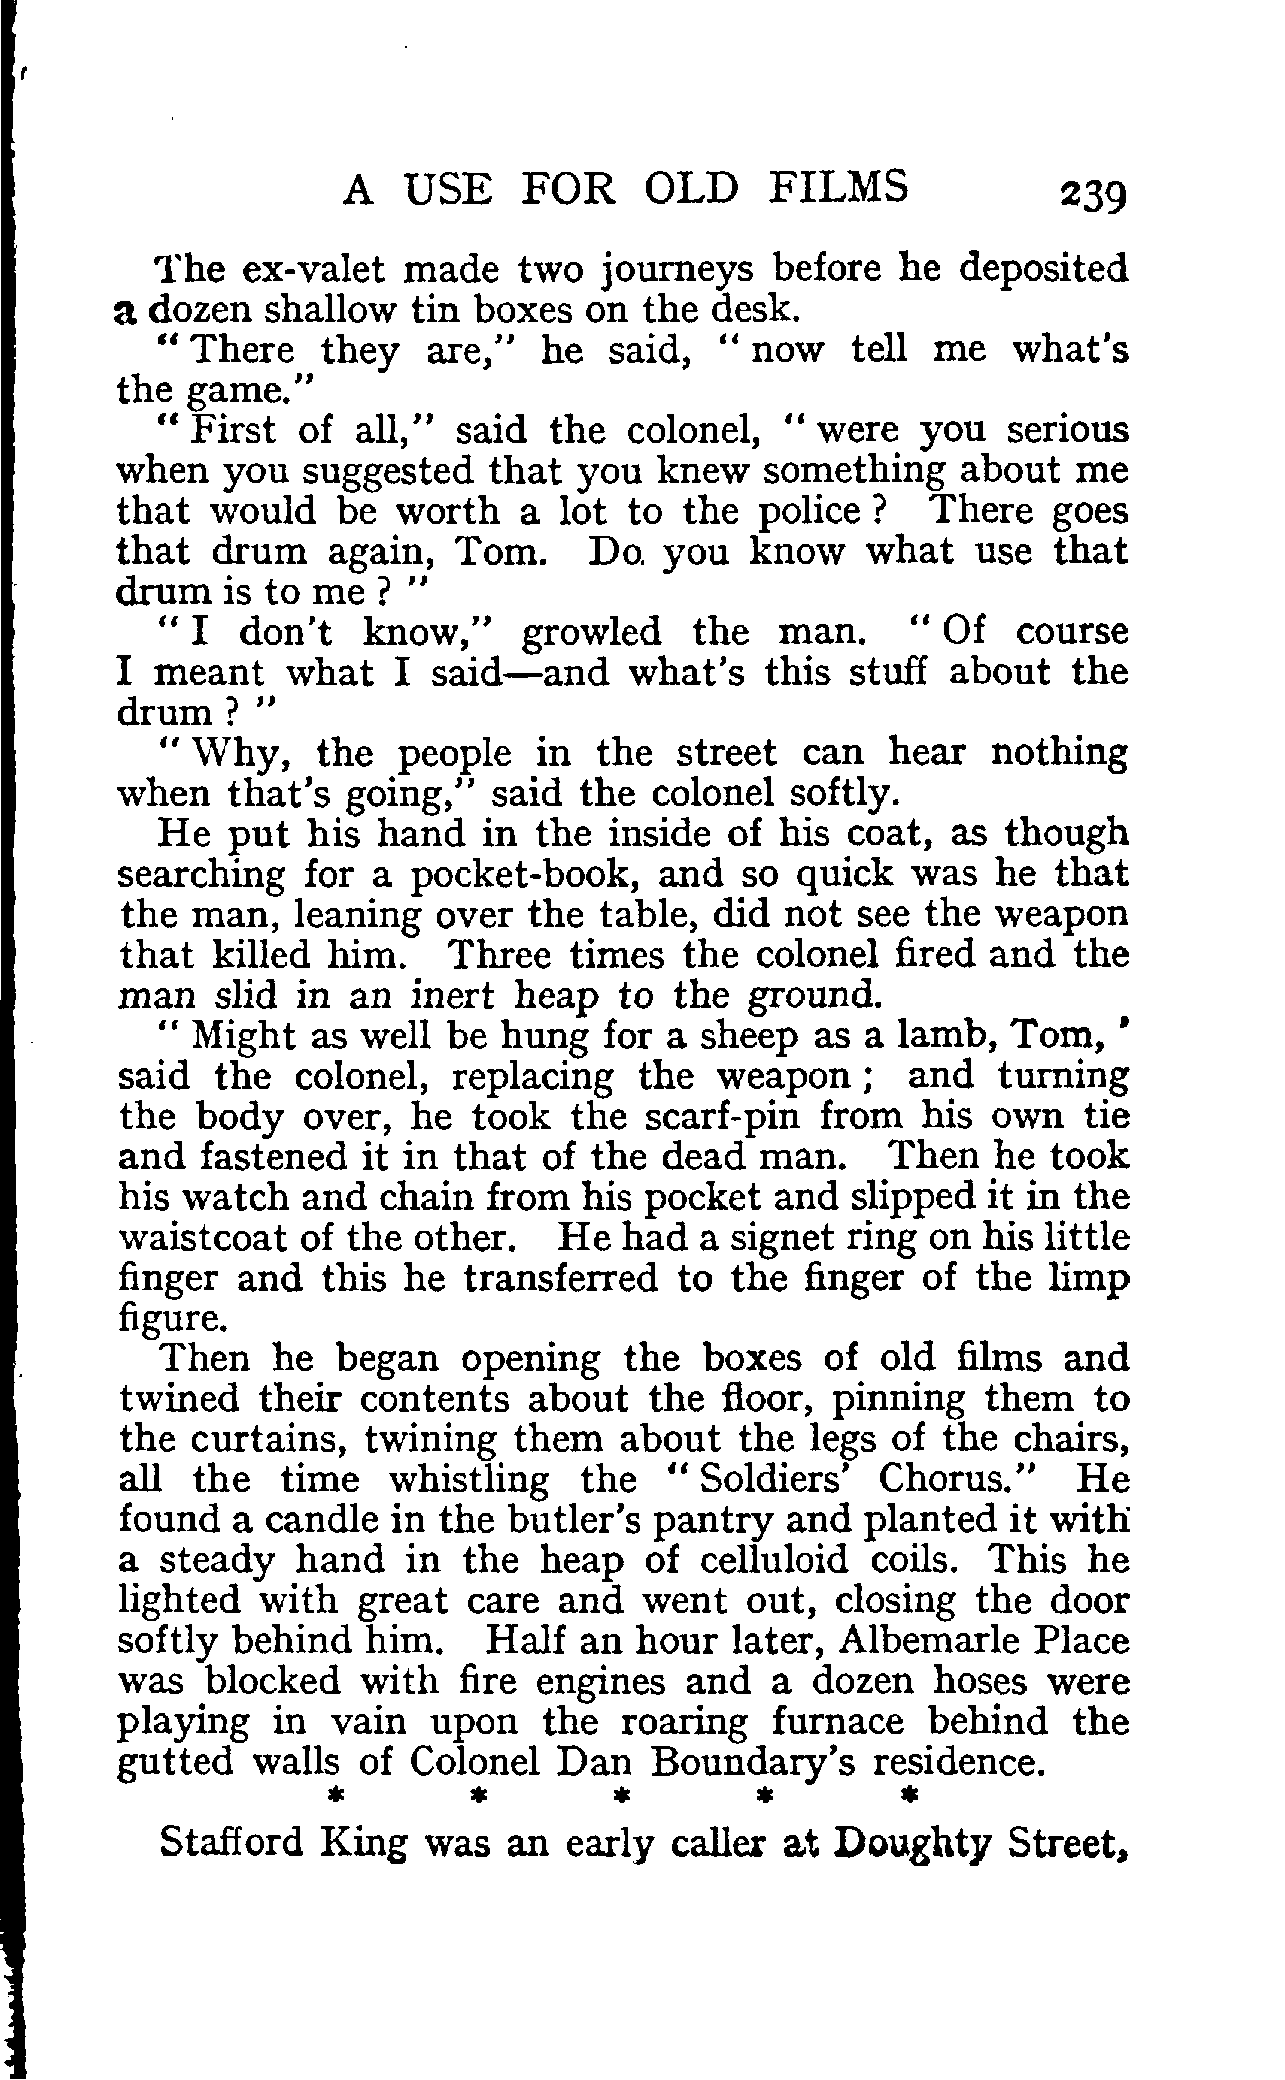 A USE FOR OLD FILMS 239
The ex-valet made two journeys before he deposited
a dozen shallow tin boxes on the desk.
" There they are," he said, " now tell me what's
the game."
" First of all," said the colonel, " were you serious
when you suggested that you knew something about me
that would be worth a lot to the police ? There goes
that drum again, Tom. Do you know what use that
drum is to me ? "
" I don't know," growled the man. " Of course
I meant what I said—and what's this stuff about the
drum ? "
" Why, the people in the street can hear nothing
when that's going," said the colonel softly.
He put his hand in the inside of his coat, as though
searching for a pocket-book, and so quick was he that
the man, leaning over the table, did not see the weapon
that killed him. Three times the colonel fired and the
man slid in an inert heap to the ground.
" Might as well be hung for a sheep as a lamb, Tom, '
said the colonel, replacing the weapon ; and turning
the body over, he took the scarf-pin from his own tie
and fastened it in that of the dead man. Then he took
his watch and chain from his pocket and slipped it in the
waistcoat of the other. He had a signet ring on his little
finger and this he transferred to the finger of the limp
figure.
Then he began opening the boxes of old films and
twined their contents about the floor, pinning them to
the curtains, twining them about the legs of the chairs,
all the time whistling the " Soldiers' Chorus." He
found a candle in the butler's pantry and planted it with
a steady hand in the heap of celluloid coils. This he
lighted with great care and went out, closing the door
softly behind him. Half an hour later, Albemarle Place
was blocked with fire engines and a dozen hoses were
playing in vain upon the roaring furnace behind the
gutted walls of Colonel Dan Boundary's residence.
* * * * *
Stafford King was an early caller at Doughty Street,